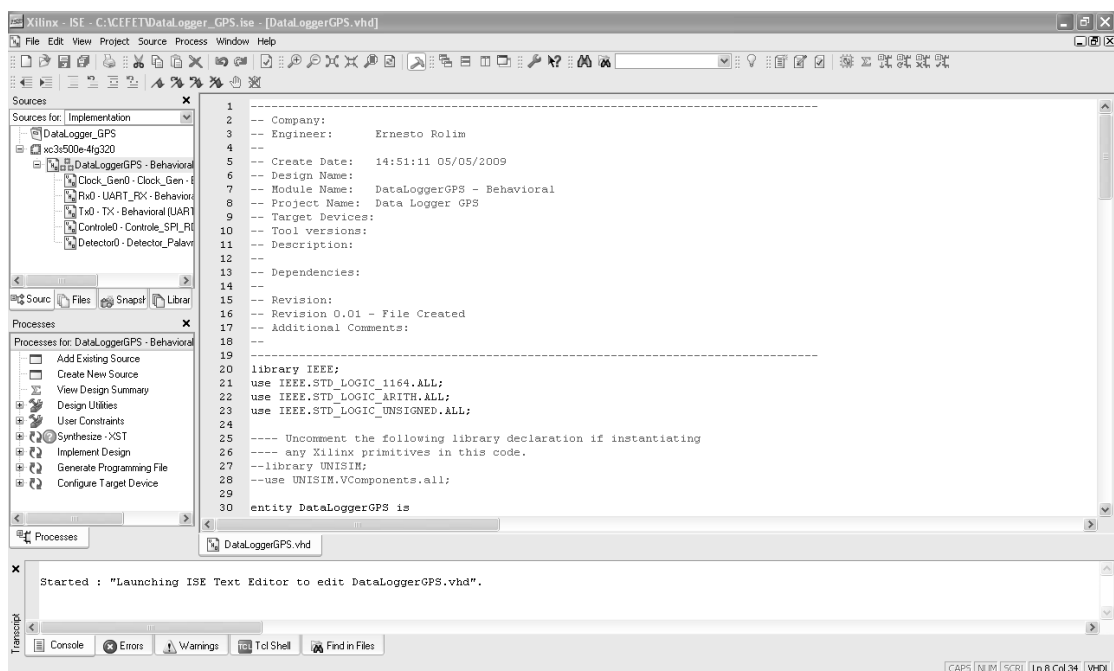 Xilinx - ISE - C:\CEFET\DataLogger_GPS.ise - [DataLoggerGPS.vhd]
File Edit View Project Source Process Window Help
Sources
Sources for: Implementation
DataLogger_GPS
xc3s500e-4fg320
DataLoggerGPS - Behavioral
Clock_Gen0 - Clock_Gen - B
Rx0 - UART_RX - Behaviora
Tx0 - TX - Behavioral (UART
Controle0 - Controle_SPI_RD
Detector0 - Detector_Palavr
Sourc Files Snapsh Librar
Processes
Processes for: DataLoggerGPS - Behavioral
Add Existing Source
Create New Source
View Design Summary
Design Utilities
User Constraints
Synthesize - XST
Implement Design
Generate Programming File
Configure Target Device
Processes
1 --------------------------------------------------------------------------------
2 -- Company:
3 -- Engineer: Ernesto Rolim
4 --
5 -- Create Date: 14:51:11 05/05/2009
6 -- Design Name:
7 -- Module Name: DataLoggerGPS - Behavioral
8 -- Project Name: Data Logger GPS
9 -- Target Devices:
10 -- Tool versions:
11 -- Description:
12 --
13 -- Dependencies:
14 --
15 -- Revision:
16 -- Revision 0.01 - File Created
17 -- Additional Comments:
18 --
19 --------------------------------------------------------------------------------
20 library IEEE;
21 use IEEE.STD_LOGIC_1164.ALL;
22 use IEEE.STD_LOGIC_ARITH.ALL;
23 use IEEE.STD_LOGIC_UNSIGNED.ALL;
24
25 ---- Uncomment the following library declaration if instantiating
26 ---- any Xilinx primitives in this code.
27 --library UNISIM;
28 --use UNISIM.VComponents.all;
29
30 entity DataLoggerGPS is
DataLoggerGPS.vhd
Started : "Launching ISE Text Editor to edit DataLoggerGPS.vhd".
Transcript
Console Errors Warnings Tcl Shell Find in Files
CAPS NUM SCRL Ln 8 Col 34 VHDL